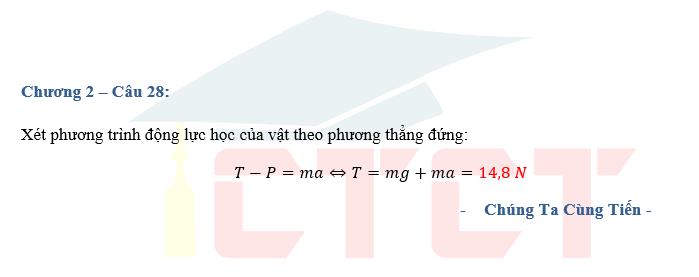 Chương 2 – Câu 28:
Xét phương trình động lực học của vật theo phương thẳng đứng:
T − P = ma ⇔ T = mg + ma = 14,8 N
- Chúng Ta Cùng Tiến -
CTCT